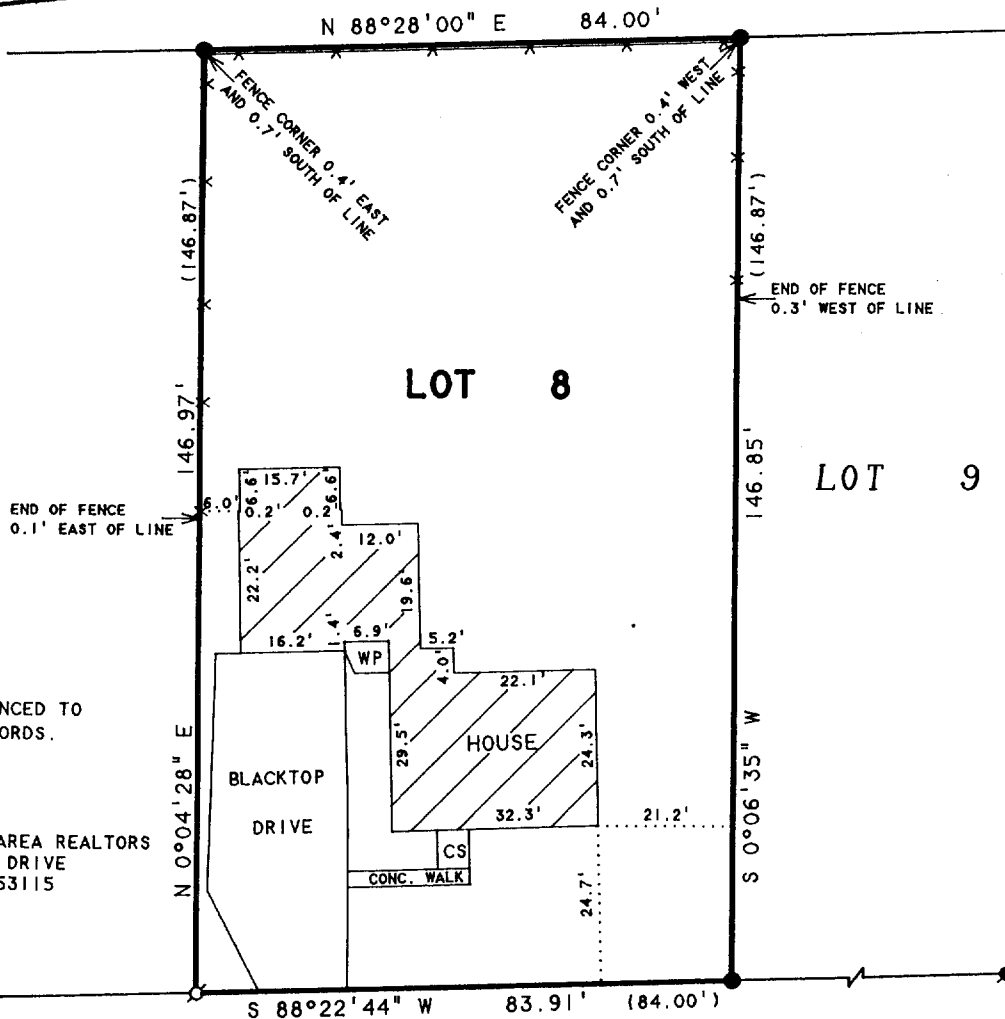 N 88°28'00" E 84.00'
FENCE CORNER 0.4' EAST
AND 0.7' SOUTH OF LINE
FENCE CORNER 0.4' WEST
AND 0.7' SOUTH OF LINE
(146.87')
(146.87')
END OF FENCE
0.3' WEST OF LINE
LOT 8
146.97'
146.85'
LOT 9
END OF FENCE
0.1' EAST OF LINE
6.0'
6.6'
15.7'
6.6'
0.2'
0.2'
2.4'
12.0'
22.2'
19.6'
16.2'
1.4'
6.9'
WP
5.2'
4.0'
22.1'
NCED TO
ORDS.
29.5'
HOUSE
24.3'
BLACKTOP
DRIVE
32.3'
21.2'
N 0°04'28" E
S 0°06'35" W
AREA REALTORS
DRIVE
53115
CS
CONC. WALK
24.7'
S 88°22'44" W 83.91' (84.00')